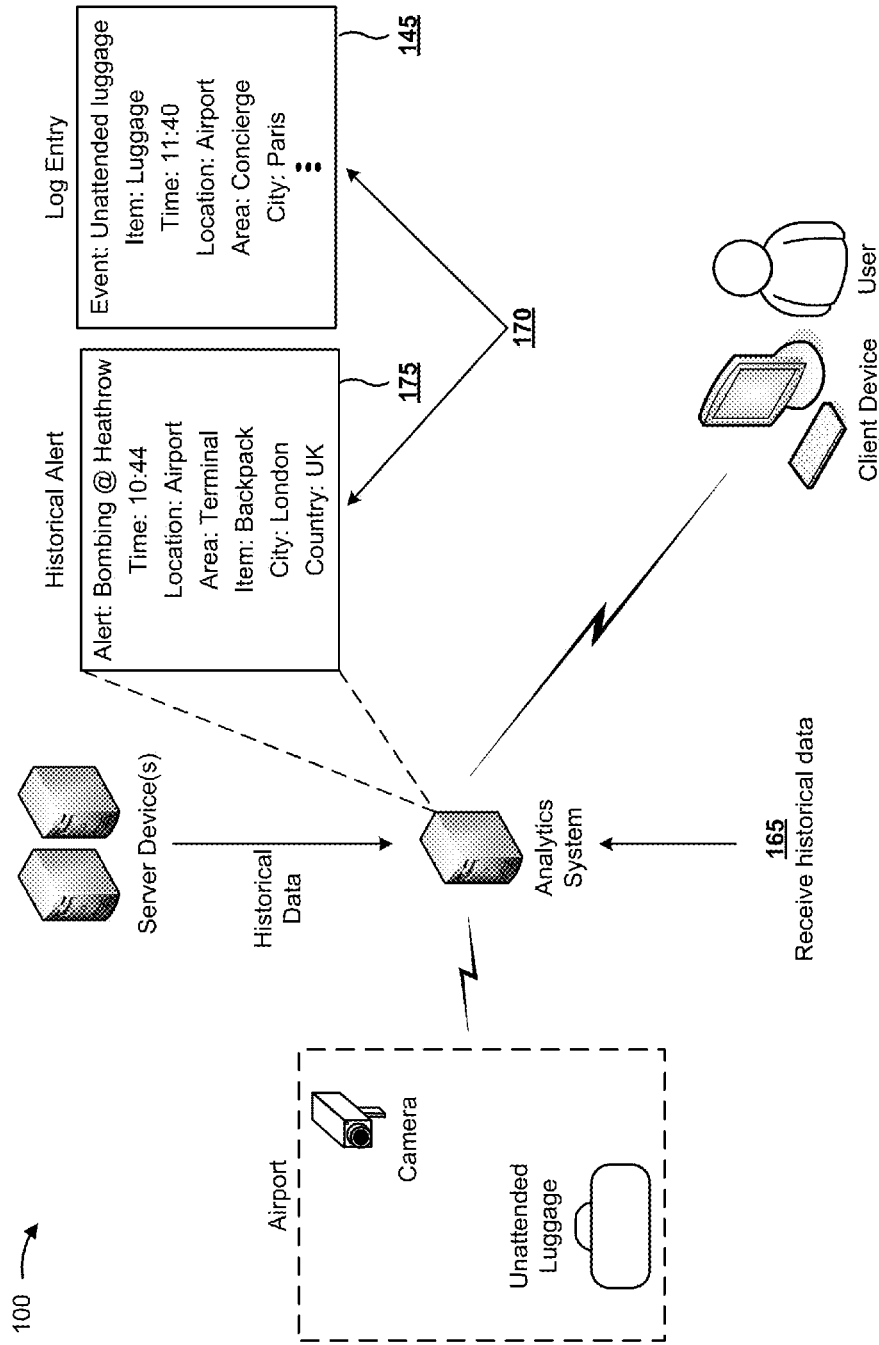 100
Airport
Camera
Unattended
Luggage
Server Device(s)
Historical
Data
Analytics
System
165
Receive historical data
Historical Alert
Alert: Bombing @ Heathrow
Time: 10:44
Location: Airport
Area: Terminal
Item: Backpack
City: London
Country: UK
175
Log Entry
Event: Unattended luggage
Item: Luggage
Time: 11:40
Location: Airport
Area: Concierge
City: Paris
145
170
Client Device
User